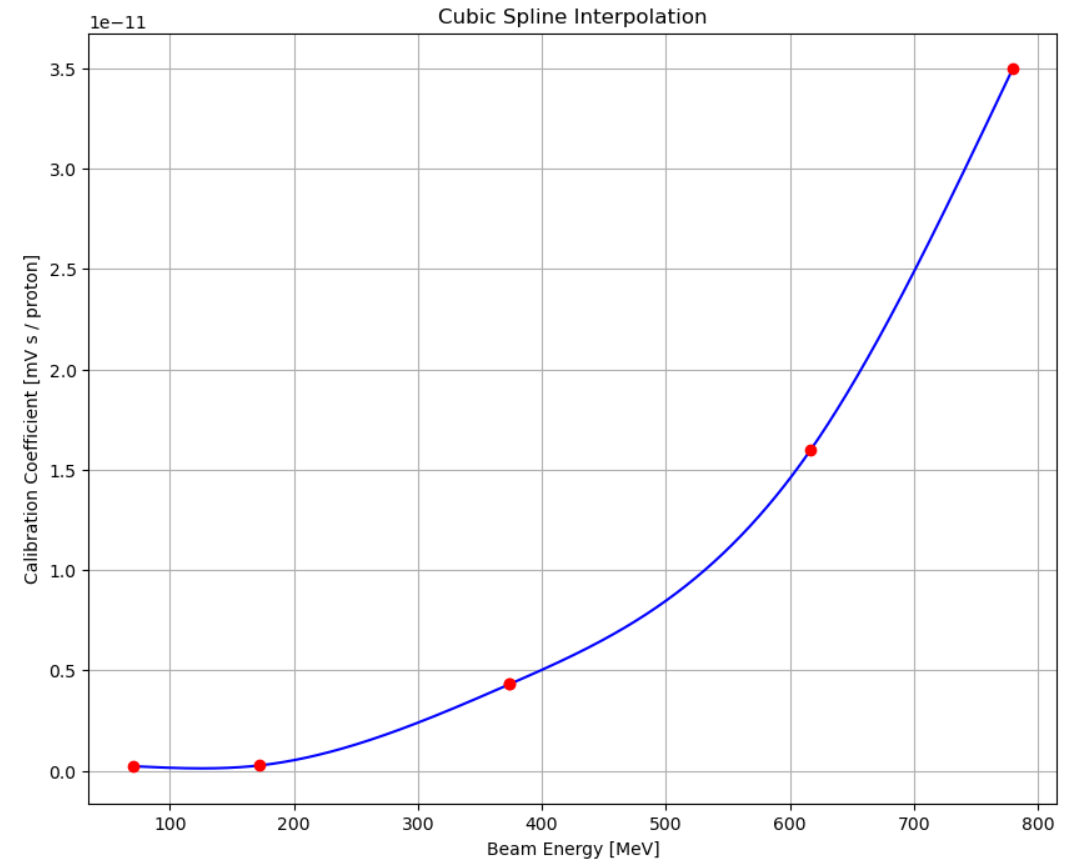 Cubic Spline Interpolation
1e−11
3.5
3.0
2.5
2.0
1.5
1.0
0.5
0.0
Calibration Coefficient [mV s / proton]
100 200 300 400 500 600 700 800
Beam Energy [MeV]